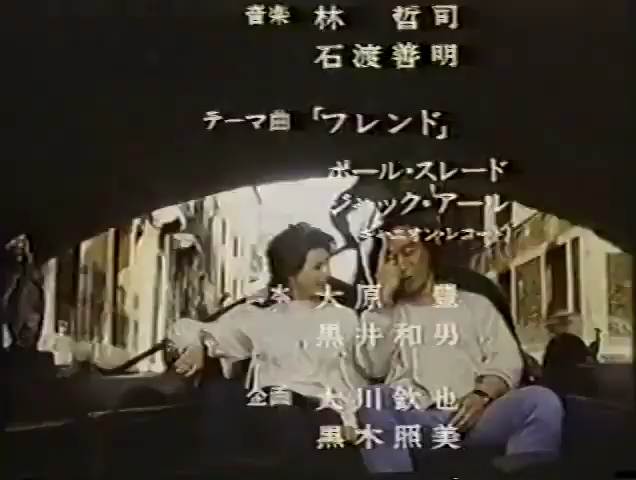 音楽 林 哲司
石渡善明
テーマ曲「フレンド」
ポール・スレード
ジャック・アール
大原 豊
黒井和男
企画 大川欽也
黒木照美